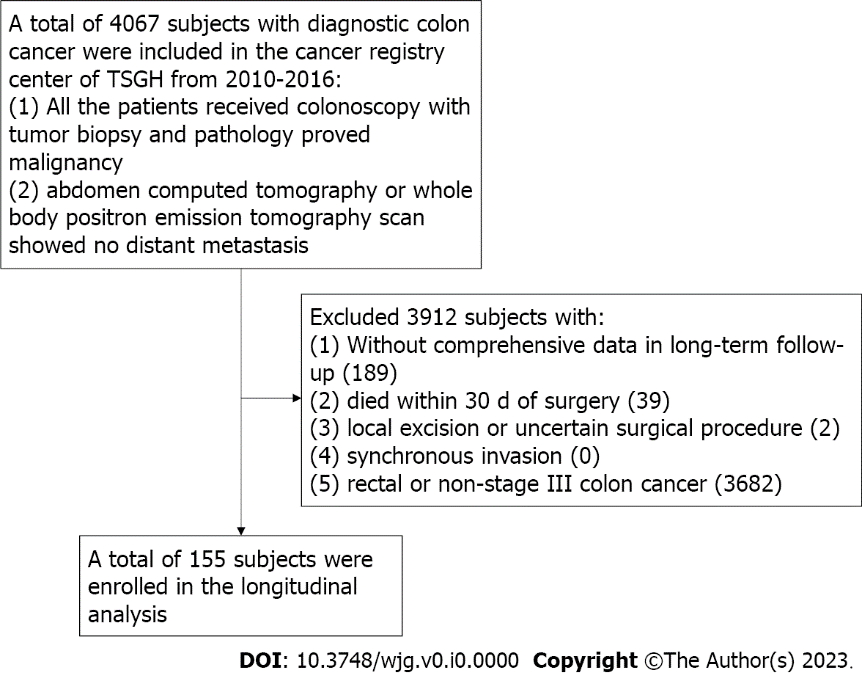 A total of 4067 subjects with diagnostic colon
cancer were included in the cancer registry
center of TSGH from 2010-2016:
(1) All the patients received colonoscopy with
tumor biopsy and pathology proved
malignancy
(2) abdomen computed tomography or whole
body positron emission tomography scan
showed no distant metastasis
Excluded 3912 subjects with:
(1) Without comprehensive data in long-term follow-
up (189)
(2) died within 30 d of surgery (39)
(3) local excision or uncertain surgical procedure (2)
(4) synchronous invasion (0)
(5) rectal or non-stage III colon cancer (3682)
A total of 155 subjects were
enrolled in the longitudinal
analysis
DOI: 10.3748/wjg.v0.i0.0000 Copyright ©The Author(s) 2023.